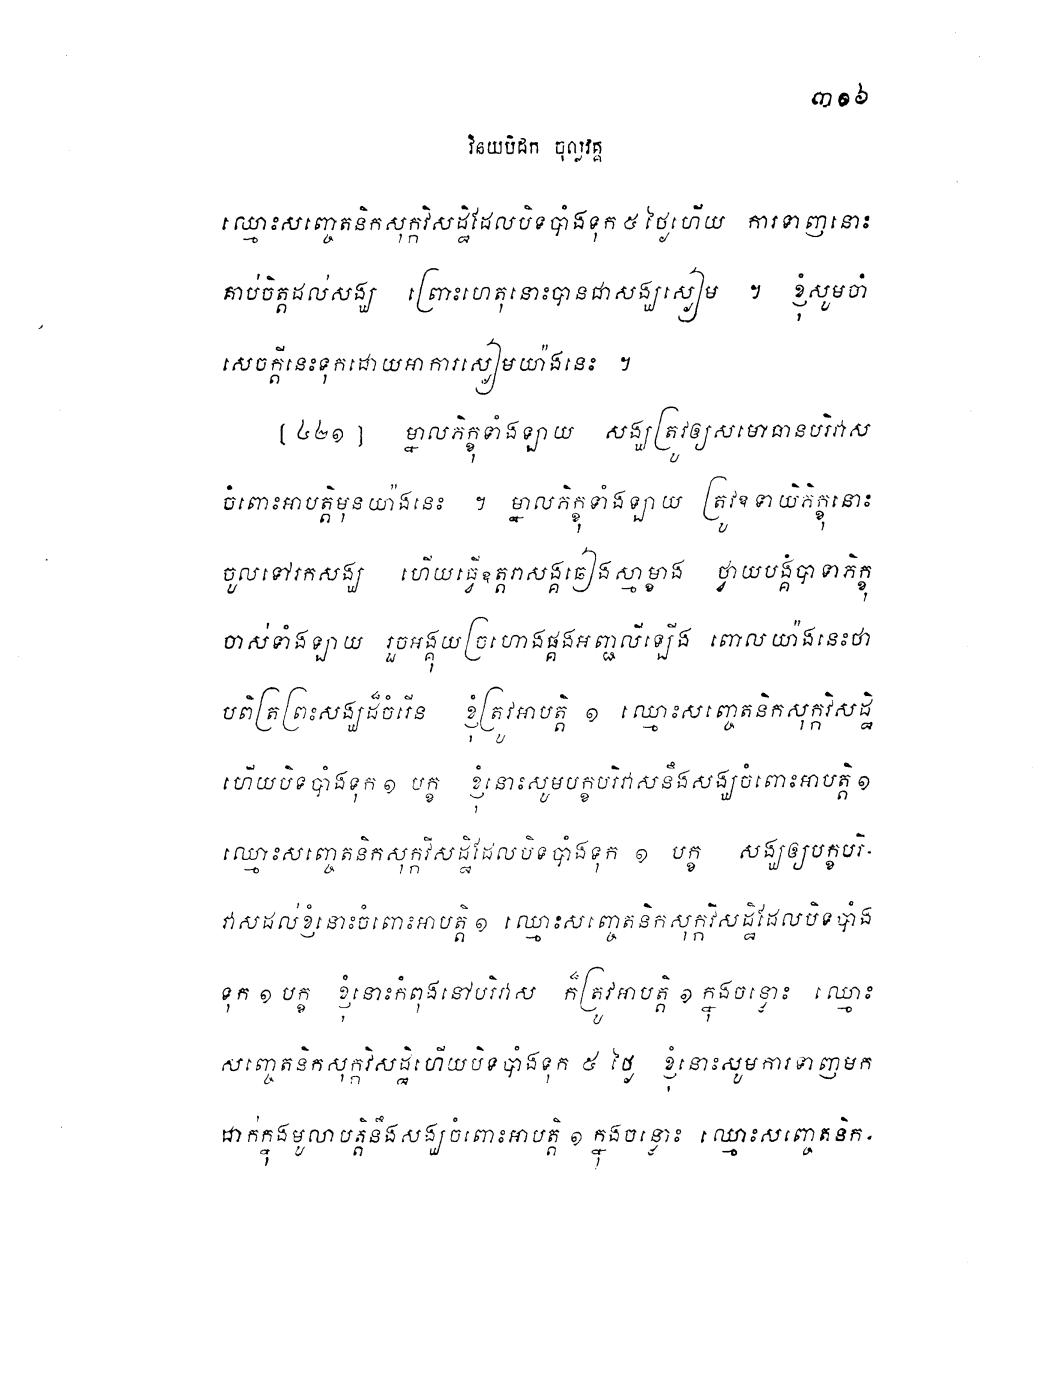 ៣១៦
វិនយបិដក ចុល្លវគ្គ
ឈ្មោះសញ្ចេតនិកសុក្កវិសដ្ឋិដែលបិទបាំងទុក ៥ ថ្ងៃហើយ ការទាញនោះ
គាប់ចិត្តដល់សង្ឃ ព្រោះហេតុនោះបានជាសង្ឃស្ងៀម ។ ខ្ញុំសូមចាំ
សេចក្តីនេះទុកដោយអាការស្ងៀមយ៉ាងនេះ ។
[៤២១] ម្នាលភិក្ខុទាំងឡាយ សង្ឃត្រូវឲ្យសមោធានបរិវាស
ចំពោះអាបត្តិមុនយ៉ាងនេះ ។ ម្នាលភិក្ខុទាំងឡាយ ត្រូវឧទាយិភិក្ខុនោះ
ចូលទៅរកសង្ឃ ហើយធ្វើឧត្តរាសង្គឆៀងស្មាម្ខាង ថ្វាយបង្គំបាទាភិក្ខុ
ចាស់ទាំងឡាយ រួចអង្គុយច្រហោងផ្គងអញ្ជលីឡើង ពោលយ៉ាងនេះថា
បពិត្រព្រះសង្ឃដ៏ចំរើន ខ្ញុំត្រូវអាបត្តិ ១ ឈ្មោះសញ្ចេតនិកសុក្កវិសដ្ឋិ
ហើយបិទបាំងទុក ១ បក្ខ ខ្ញុំនោះសូមបក្ខបរិវាសនឹងសង្ឃចំពោះអាបត្តិ ១
ឈ្មោះសញ្ចេតនិកសុក្កវិសដ្ឋិដែលបិទបាំងទុក ១ បក្ខ សង្ឃឲ្យបក្ខបរិ-
វាសដល់ខ្ញុំនោះចំពោះអាបត្តិ ១ ឈ្មោះសញ្ចេតនិកសុក្កវិសដ្ឋិដែលបិទបាំង
ទុក ១ បក្ខ ខ្ញុំនោះកំពុងនៅបរិវាស ក៏ត្រូវអាបត្តិ ១ ក្នុងចន្លោះ ឈ្មោះ
សញ្ចេតនិកសុក្កវិសដ្ឋិហើយបិទបាំងទុក ៥ ថ្ងៃ ខ្ញុំនោះសូមការទាញមក
ដាក់ក្នុងមូលាបត្តិនឹងសង្ឃចំពោះអាបត្តិ ១ ក្នុងចន្លោះ ឈ្មោះសញ្ចេតនិក-